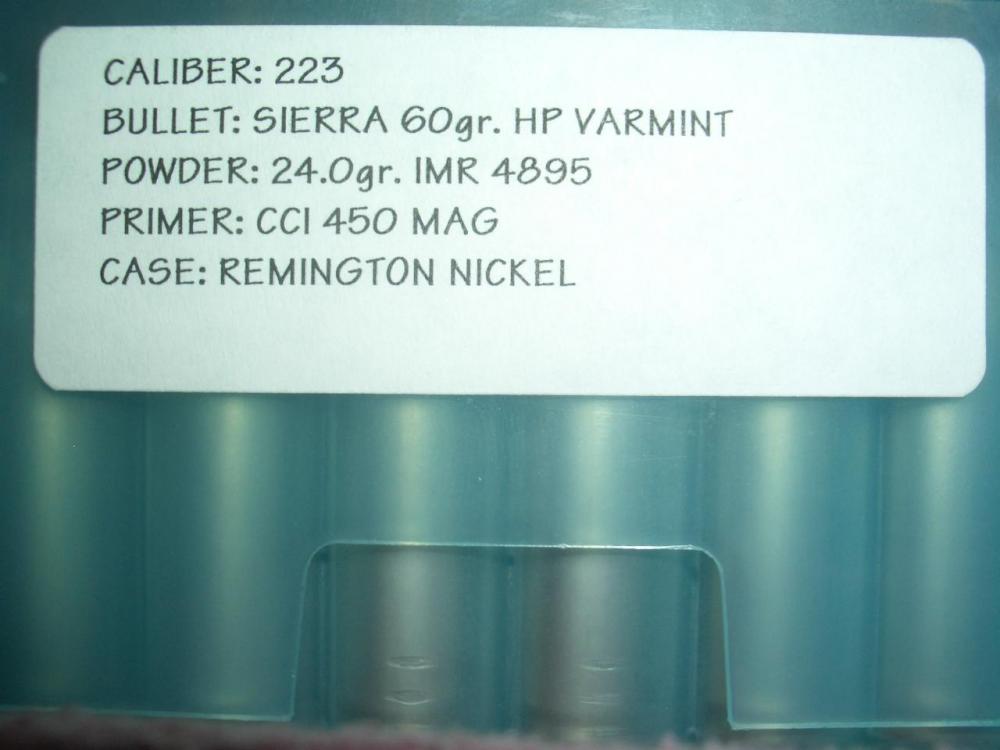 CALIBER: 223
BULLET: SIERRA 60gr. HP VARMINT
POWDER: 24.0gr. IMR 4895
PRIMER: CCI 450 MAG
CASE: REMINGTON NICKEL